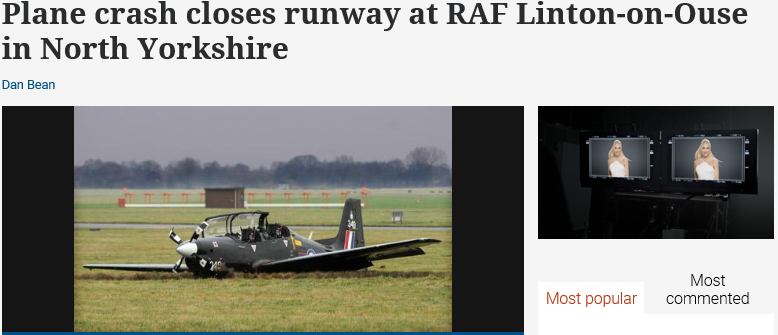 Plane crash closes runway at RAF Linton-on-Ouse
in North Yorkshire
Dan Bean
Most popular
Most
commented